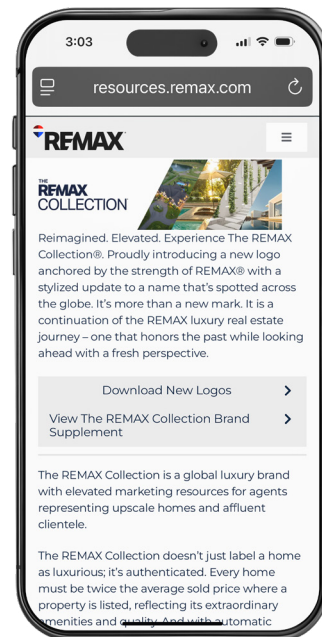 3:03
resources.remax.com
REMAX
THE
REMAX
COLLECTION
Reimagined. Elevated. Experience The REMAX
Collection®. Proudly introducing a new logo
anchored by the strength of REMAX® with a
stylized update to a name that's spotted across
the globe. It's more than a new mark. It is a
continuation of the REMAX luxury real estate
journey – one that honors the past while looking
ahead with a fresh perspective.
Download New Logos
View The REMAX Collection Brand
Supplement
The REMAX Collection is a global luxury brand
with elevated marketing resources for agents
representing upscale homes and affluent
clientele.
The REMAX Collection doesn't just label a home
as luxurious; it's authenticated. Every home
must be twice the average sold price where a
property is listed, reflecting its extraordinary
amenities and quality. And with automatic